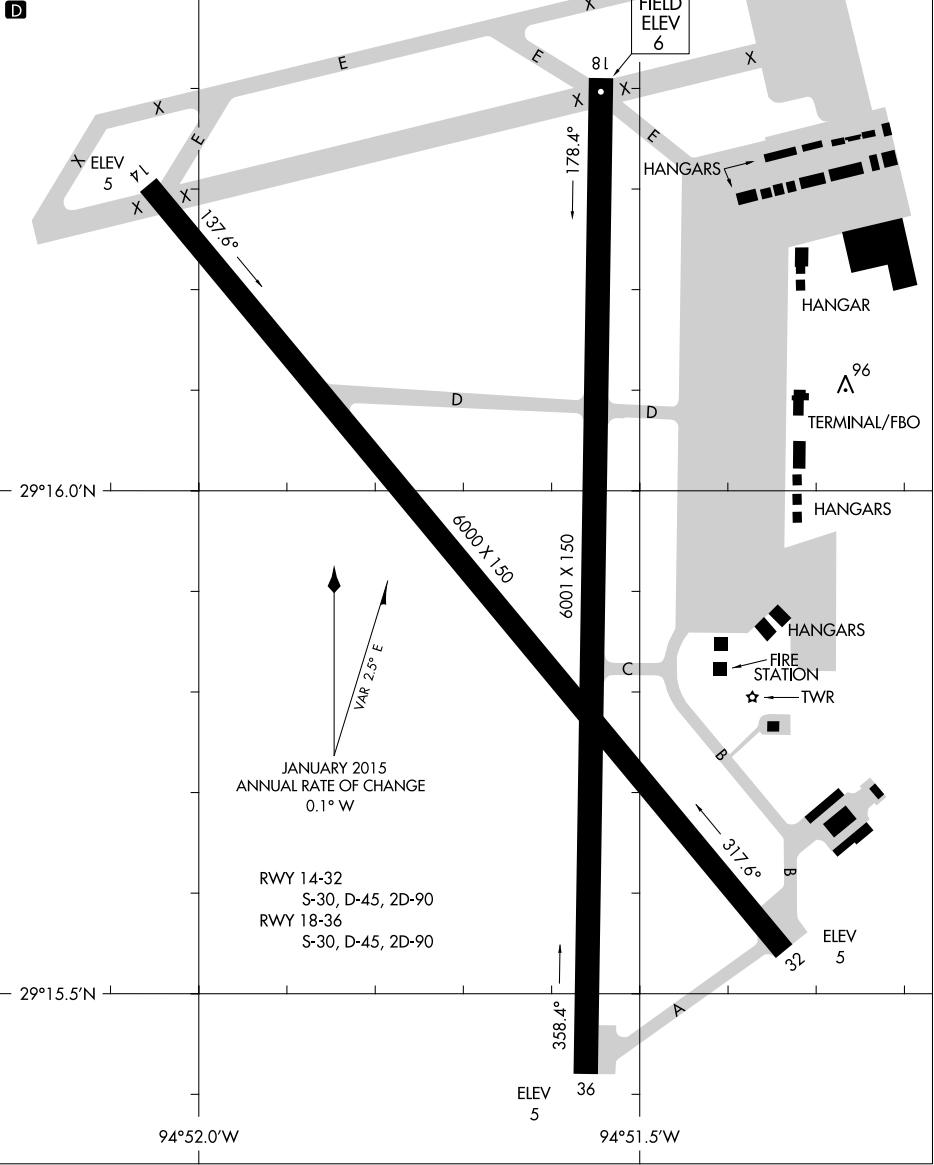 D
FIELD
ELEV
6
X
E
E
18
X
X
X
X
E
E
178.4°
X
ELEV
5
14
X
X
137.6°
HANGARS
HANGAR
96
D
D
TERMINAL/FBO
29°16.0'N
HANGARS
6000 X 150
6001 X 150
VAR 2.5° E
HANGARS
C
FIRE
STATION
TWR
B
JANUARY 2015
ANNUAL RATE OF CHANGE
0.1° W
317.6°
B
RWY 14-32
S-30, D-45, 2D-90
RWY 18-36
S-30, D-45, 2D-90
32
ELEV
5
29°15.5'N
A
358.4°
36
ELEV
5
94°52.0'W
94°51.5'W